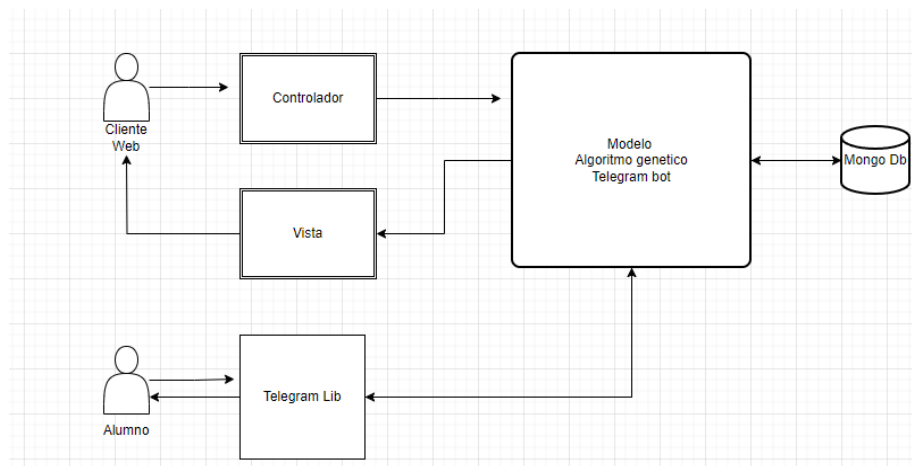 Cliente
Web
Controlador
Modelo
Algoritmo genetico
Telegram bot
Mongo Db
Vista
Alumno
Telegram Lib